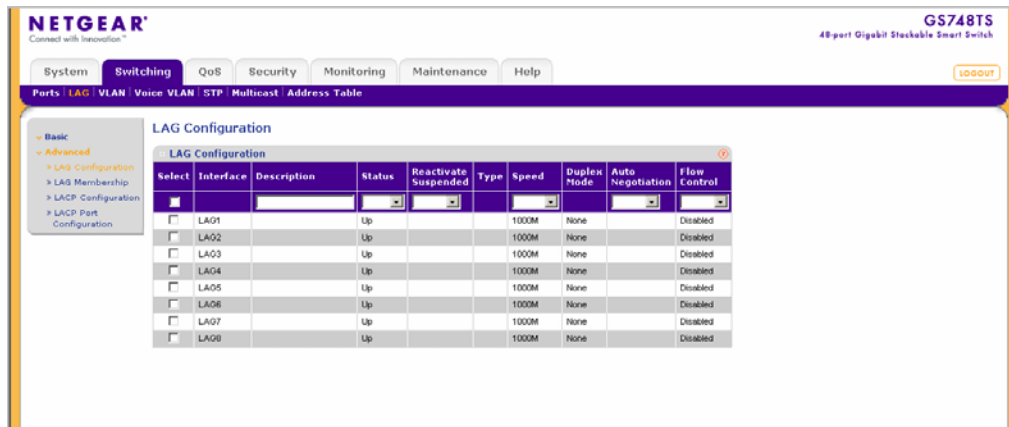 NETGEAR®
Connect with Innovation™
GS748TS
48-port Gigabit Stackable Smart Switch
System Switching QoS Security Monitoring Maintenance Help
LOGOUT
Ports LAG VLAN Voice VLAN STP Multicast Address Table
Basic
Advanced
» LAG Configuration
» LAG Membership
» LACP Configuration
» LACP Port
Configuration
LAG Configuration
LAG Configuration
Select Interface Description Status Reactivate Suspended Type Speed Duplex Mode Auto Negotiation Flow Control
LAG1 Up 1000M None Disabled
LAG2 Up 1000M None Disabled
LAG3 Up 1000M None Disabled
LAG4 Up 1000M None Disabled
LAG5 Up 1000M None Disabled
LAG6 Up 1000M None Disabled
LAG7 Up 1000M None Disabled
LAG8 Up 1000M None Disabled